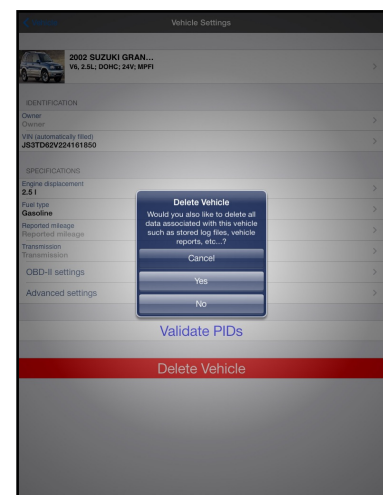 Vehicle Settings
2002 SUZUKI GRAN...
V6, 2.5L; DOHC; 24V; MPFI
IDENTIFICATION
Owner
Owner
VIN (automatically filled)
JS3TD62V224161850
SPECIFICATIONS
Engine displacement
2.5 l
Fuel type
Gasoline
Reported mileage
Reported mileage
Transmission
Transmission
OBD-II settings
Advanced settings
Delete Vehicle
Would you also like to delete all
data associated with this vehicle
such as stored log files, vehicle
reports, etc...?
Cancel
Yes
No
Validate PIDs
Delete Vehicle